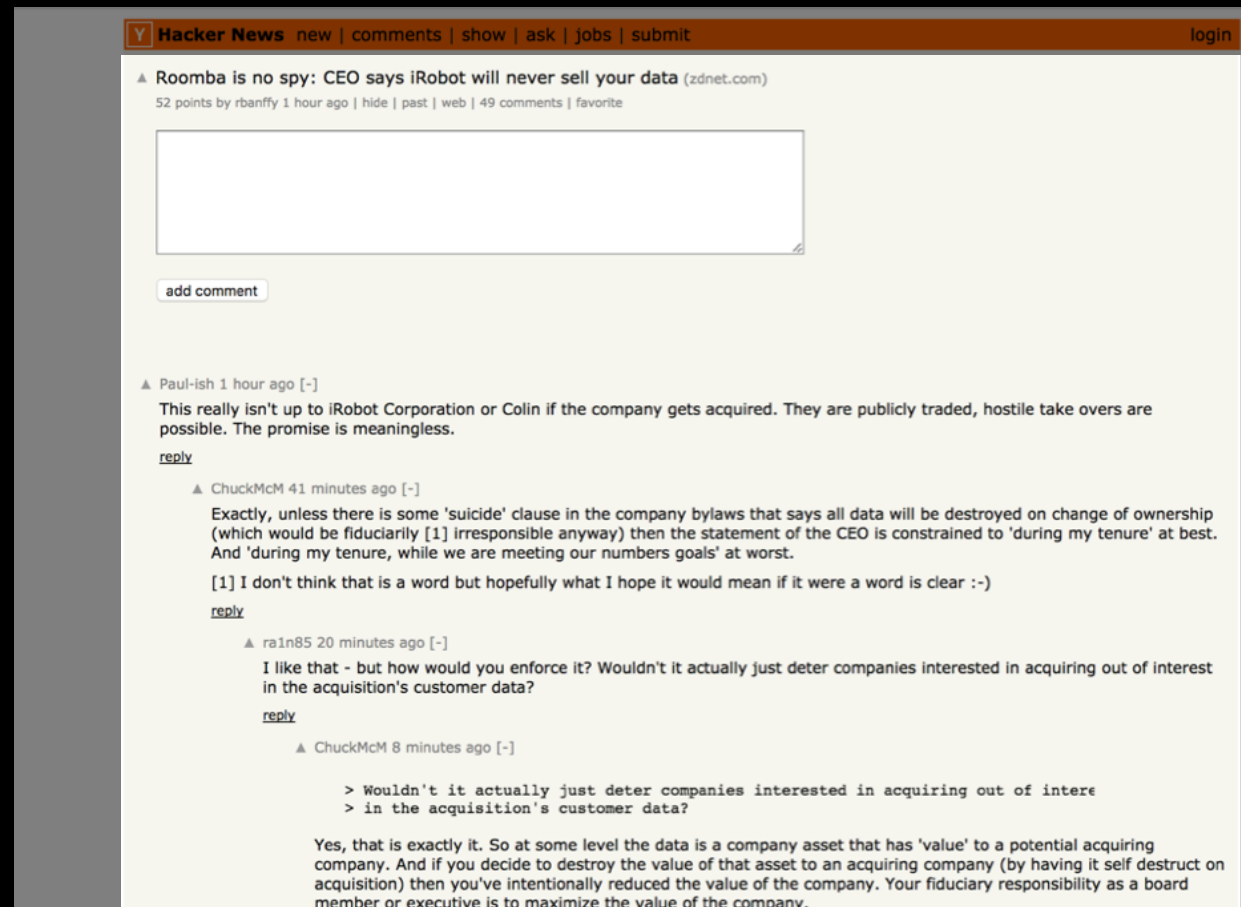 Y Hacker News new | comments | show | ask | jobs | submit login
▲ Roomba is no spy: CEO says iRobot will never sell your data (zdnet.com)
52 points by rbanffy 1 hour ago | hide | past | web | 49 comments | favorite
add comment
▲ Paul-ish 1 hour ago [-]
This really isn't up to iRobot Corporation or Colin if the company gets acquired. They are publicly traded, hostile take overs are
possible. The promise is meaningless.
reply
▲ ChuckMcM 41 minutes ago [-]
Exactly, unless there is some 'suicide' clause in the company bylaws that says all data will be destroyed on change of ownership
(which would be fiduciarily [1] irresponsible anyway) then the statement of the CEO is constrained to 'during my tenure' at best.
And 'during my tenure, while we are meeting our numbers goals' at worst.
[1] I don't think that is a word but hopefully what I hope it would mean if it were a word is clear :-)
reply
▲ ra1n85 20 minutes ago [-]
I like that - but how would you enforce it? Wouldn't it actually just deter companies interested in acquiring out of interest
in the acquisition's customer data?
reply
▲ ChuckMcM 8 minutes ago [-]
> Wouldn't it actually just deter companies interested in acquiring out of intere
> in the acquisition's customer data?
Yes, that is exactly it. So at some level the data is a company asset that has 'value' to a potential acquiring
company. And if you decide to destroy the value of that asset to an acquiring company (by having it self destruct on
acquisition) then you've intentionally reduced the value of the company. Your fiduciary responsibility as a board
member or executive is to maximize the value of the company.